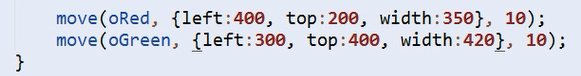 move(oRed, {left:400, top:200, width:350}, 10);
move(oGreen, {left:300, top:400, width:420}, 10);
}